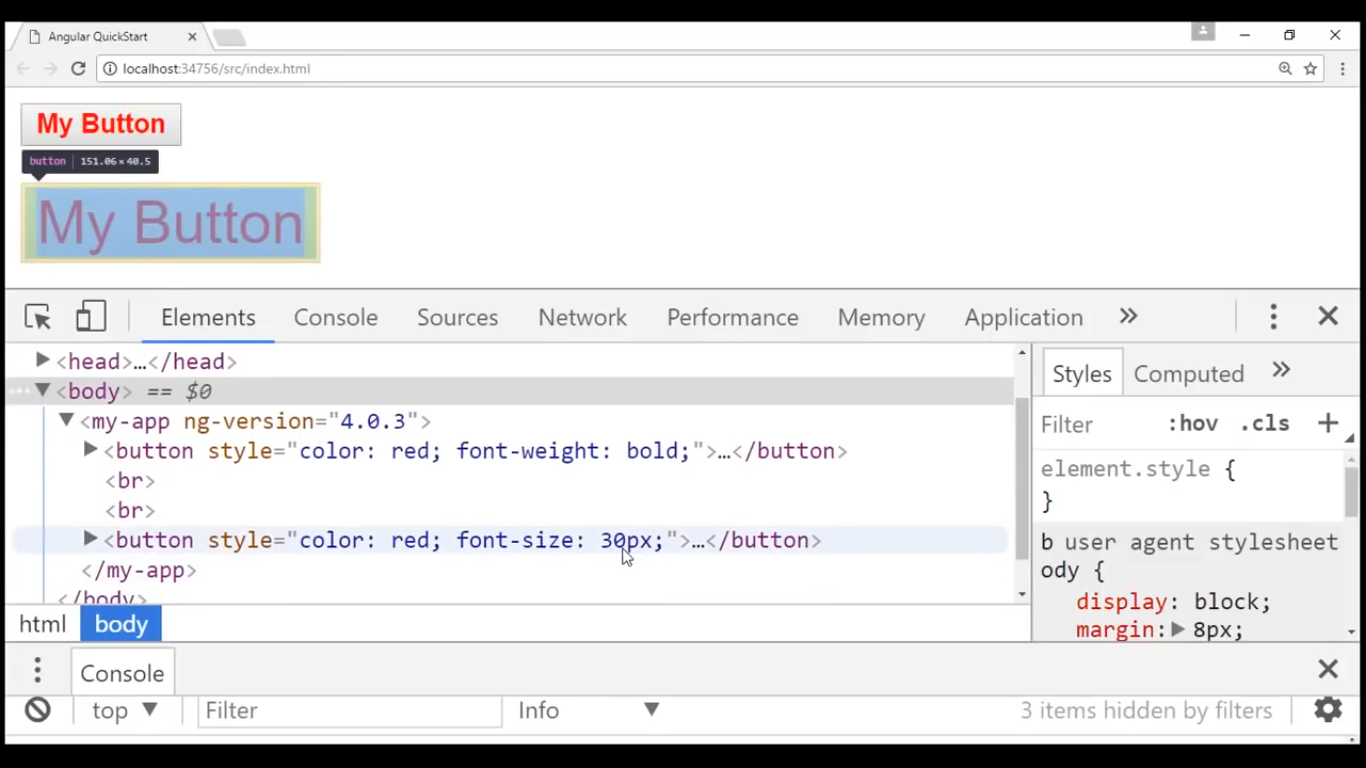 Angular QuickStart
localhost:34756/src/index.html
My Button
button 151.06×40.5
My Button
Elements Console Sources Network Performance Memory Application »
<head>…</head>
··· <body> == $0
<my-app ng-version="4.0.3">
<button style="color: red; font-weight: bold;">…</button>
<br>
<br>
<button style="color: red; font-size: 30px;">…</button>
</my-app>
</body>
html body
Styles Computed »
Filter :hov .cls +
element.style {
}
b user agent stylesheet
ody {
display: block;
margin: 8px;
Console
top Filter Info 3 items hidden by filters